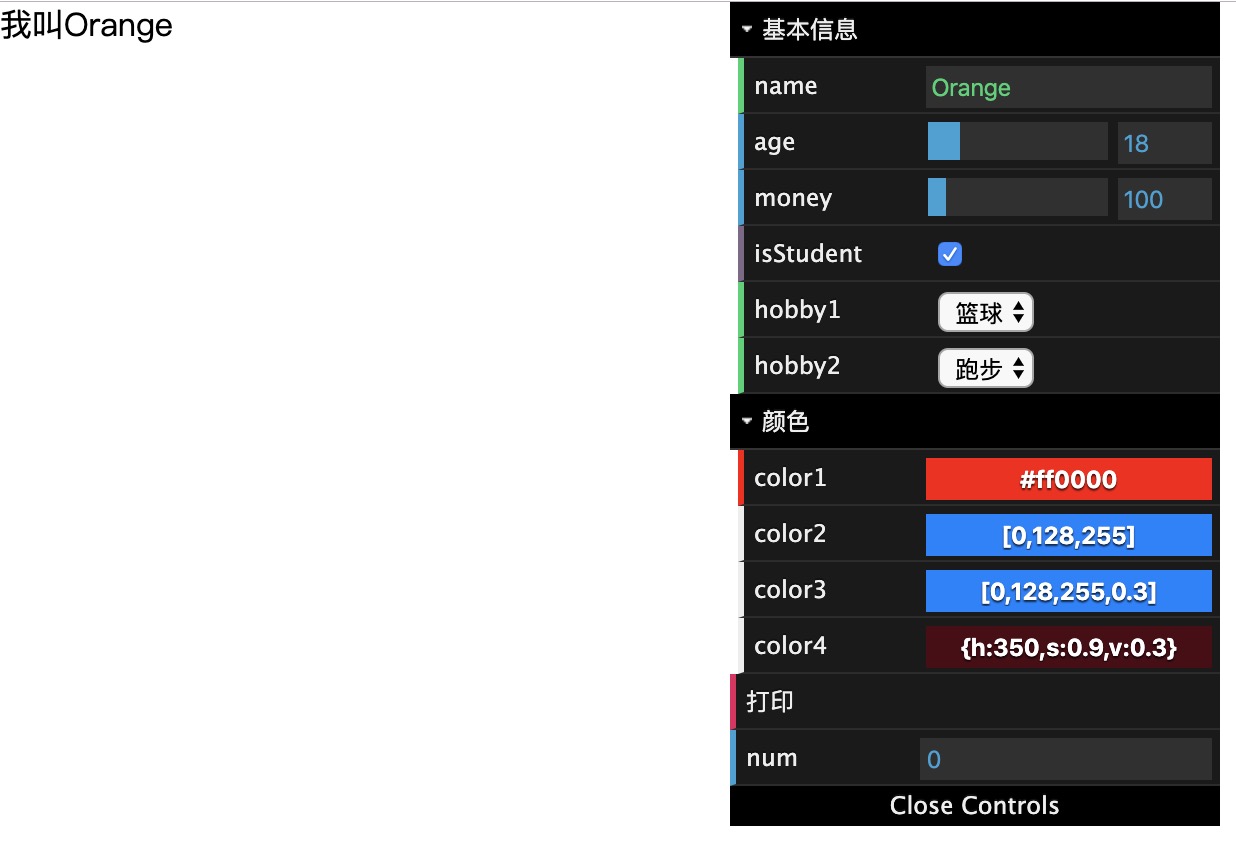 我叫Orange
基本信息
name Orange
age 18
money 100
isStudent
hobby1 篮球
hobby2 跑步
颜色
color1 #ff0000
color2 [0,128,255]
color3 [0,128,255,0.3]
color4 {h:350,s:0.9,v:0.3}
打印
num 0
Close Controls